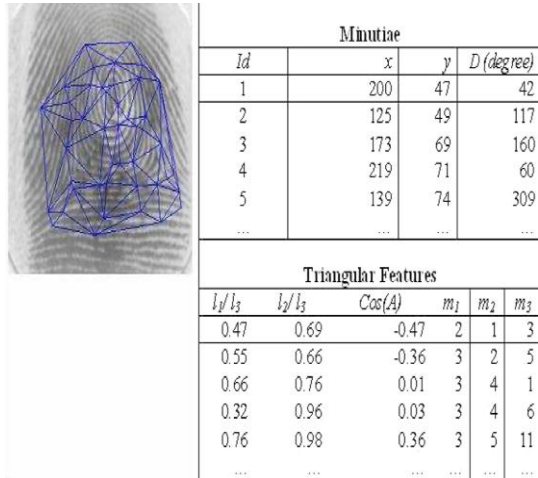 Minutiae
Id x y D (degree)
1 200 47 42
2 125 49 117
3 173 69 160
4 219 71 60
5 139 74 309
... ... ... ...
Triangular Features
l1/l3 l2/l3 Cos(A) m1 m2 m3
0.47 0.69 -0.47 2 1 3
0.55 0.66 -0.36 3 2 5
0.66 0.76 0.01 3 4 1
0.32 0.96 0.03 3 4 6
0.76 0.98 0.36 3 5 11
... ... ... ... ... ...